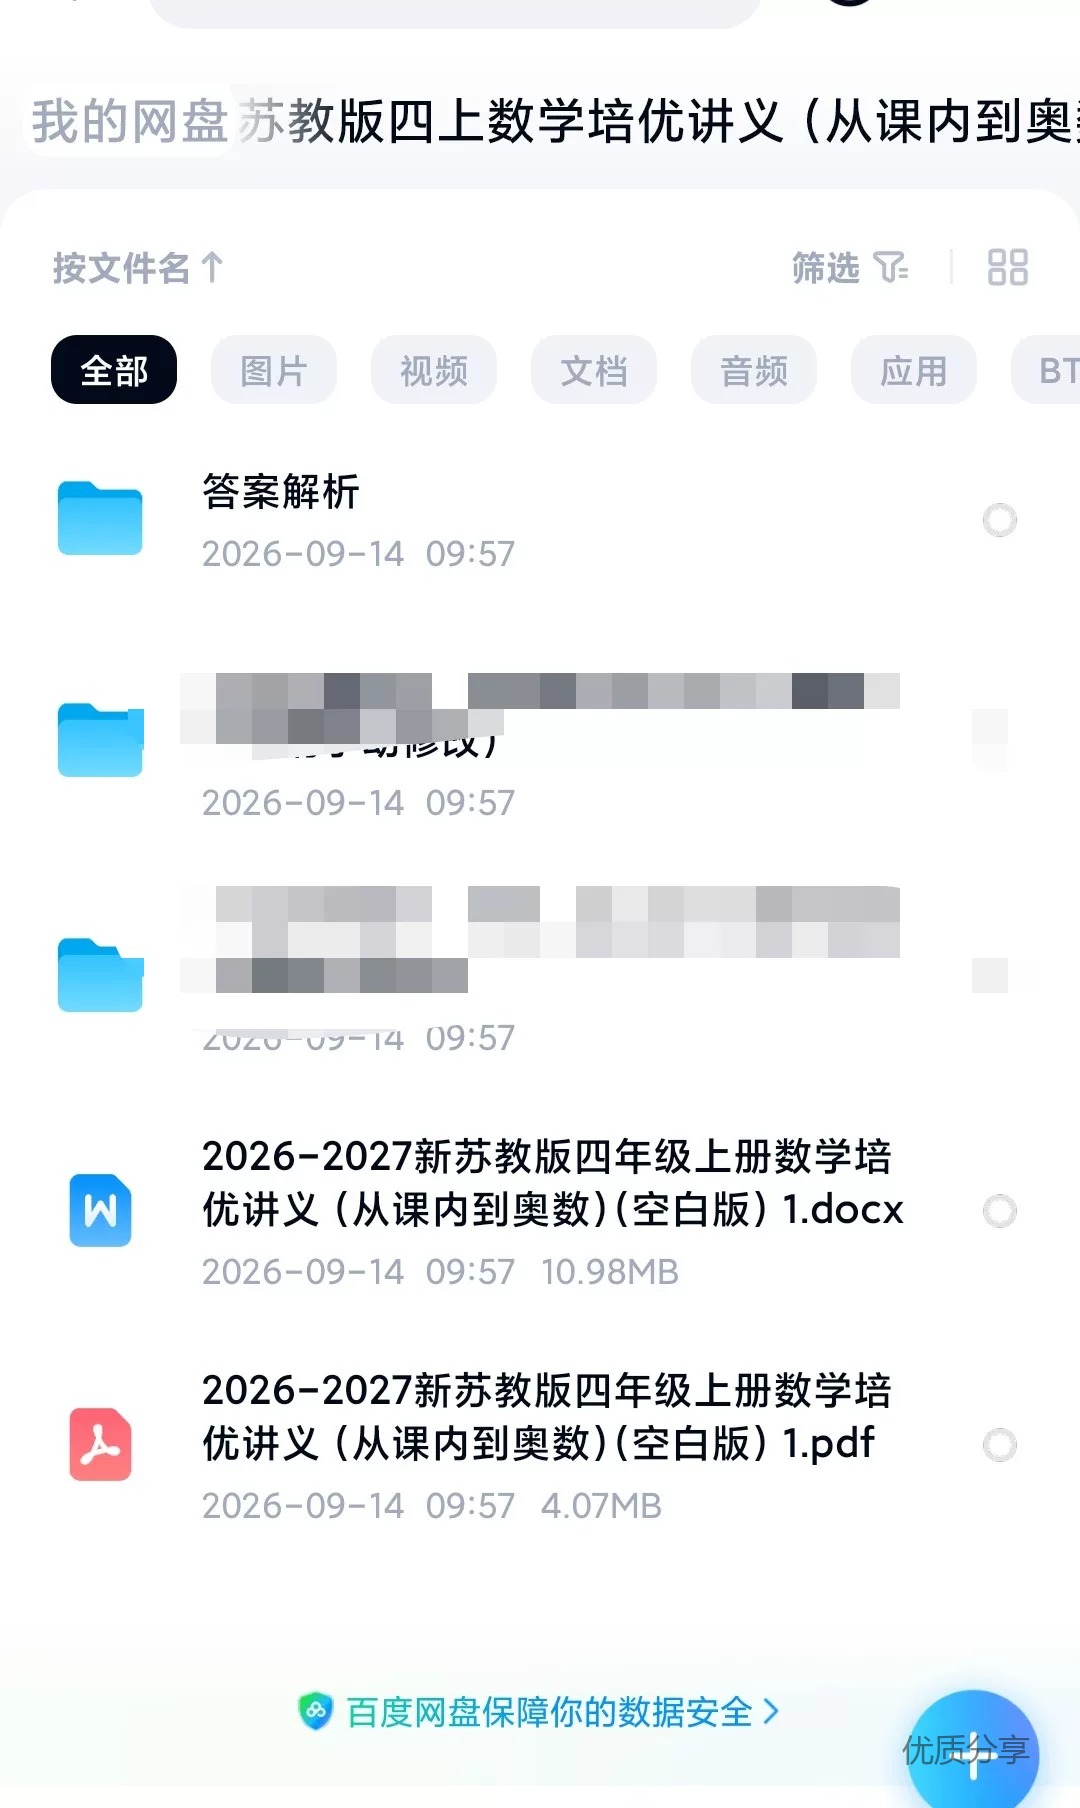 我的网盘 苏教版四上数学培优讲义（从课内到奥
按文件名↑ 筛选
全部 图片 视频 文档 音频 应用 BT
答案解析
2026-09-14 09:57
动修改）
2026-09-14 09:57
2026-09-14 09:57
2026-2027新苏教版四年级上册数学培
优讲义（从课内到奥数）（空白版）1.docx
2026-09-14 09:57 10.98MB
2026-2027新苏教版四年级上册数学培
优讲义（从课内到奥数）（空白版）1.pdf
2026-09-14 09:57 4.07MB
百度网盘保障你的数据安全
优质分享